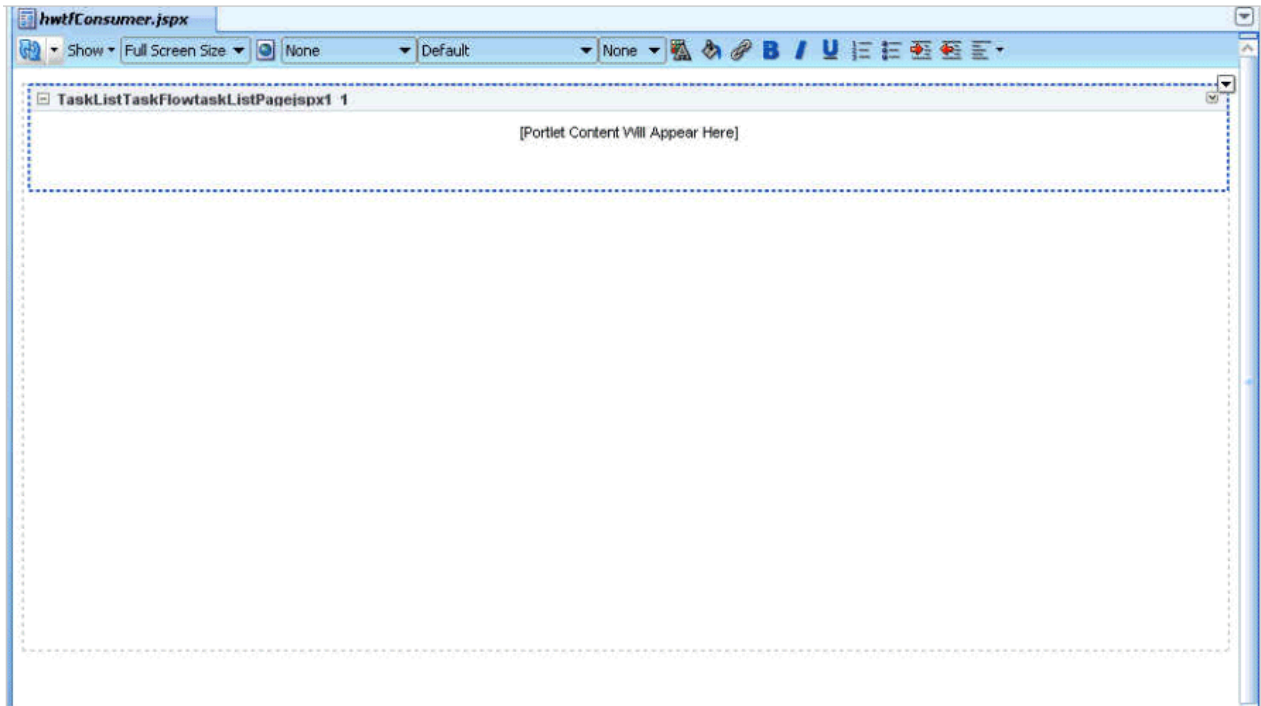 hwtfConsumer.jspx
Show Full Screen Size None Default None B I U
TaskListTaskFlowtaskListPagejspx1 1
[Portlet Content Will Appear Here]